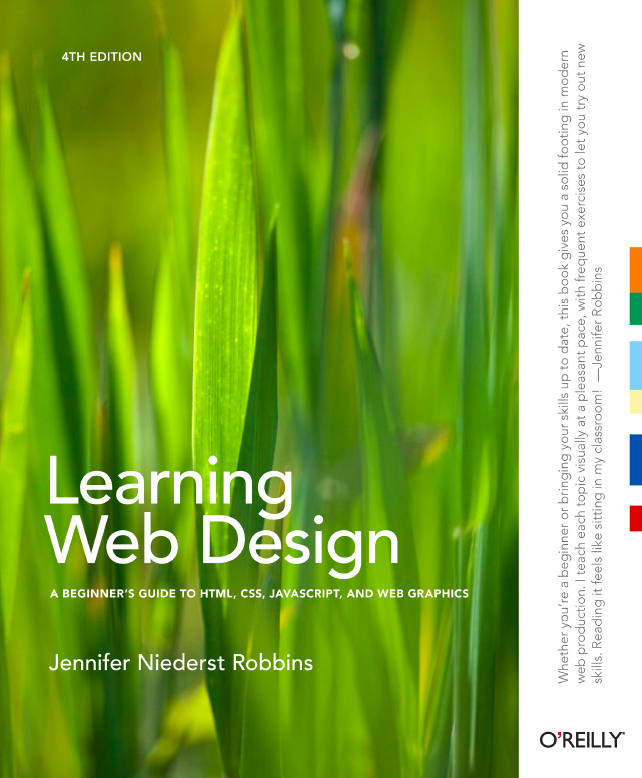 4TH EDITION
Learning
Web Design
A BEGINNER’S GUIDE TO HTML, CSS, JAVASCRIPT, AND WEB GRAPHICS
Jennifer Niederst Robbins
Whether you’re a beginner or bringing your skills up to date, this book gives you a solid footing in modern
web production. I teach each topic visually at a pleasant pace, with frequent exercises to let you try out new
skills. Reading it feels like sitting in my classroom! —Jennifer Robbins
O’REILLY®